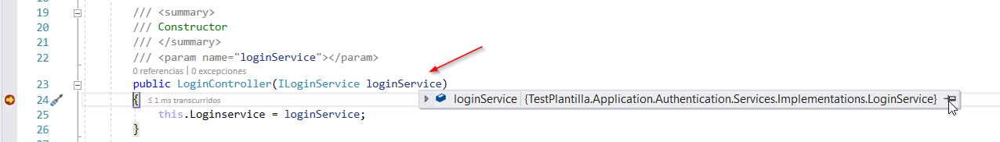 19 /// <summary>
20 /// Constructor
21 /// </summary>
22 /// <param name="loginService"></param>
0 referencias | 0 excepciones
23 public LoginController(ILoginService loginService)
24 { ≤ 1 ms transcurridos
loginService {TestPlantilla.Application.Authentication.Services.Implementations.LoginService}
25 this.Loginservice = loginService;
26 }